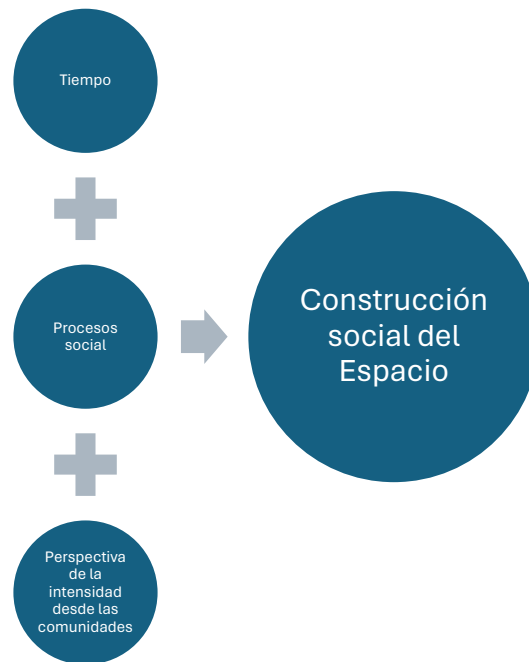 Tiempo
Procesos
social
Perspectiva
de la
intensidad
desde las
comunidades
Construcción
social del
Espacio